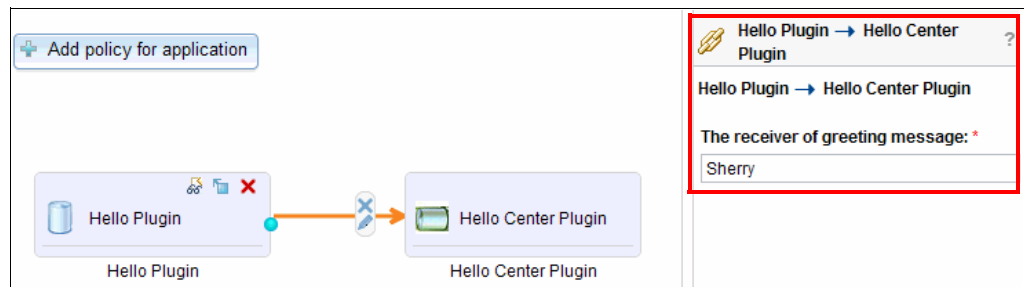 Add policy for application
Hello Plugin
Hello Plugin
Hello Center Plugin
Hello Center Plugin
Hello Plugin → Hello Center
Plugin
?
Hello Plugin → Hello Center Plugin
The receiver of greeting message: *
Sherry